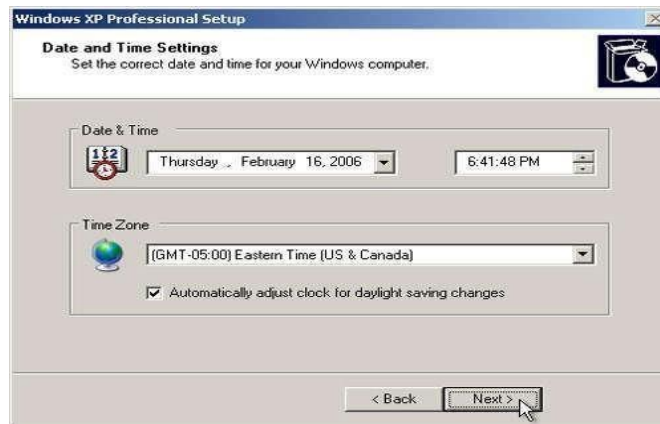 Windows XP Professional Setup
Date and Time Settings
Set the correct date and time for your Windows computer.
Date & Time
Thursday , February 16, 2006
6:41:48 PM
Time Zone
(GMT-05:00) Eastern Time (US & Canada)
Automatically adjust clock for daylight saving changes
< Back
Next >